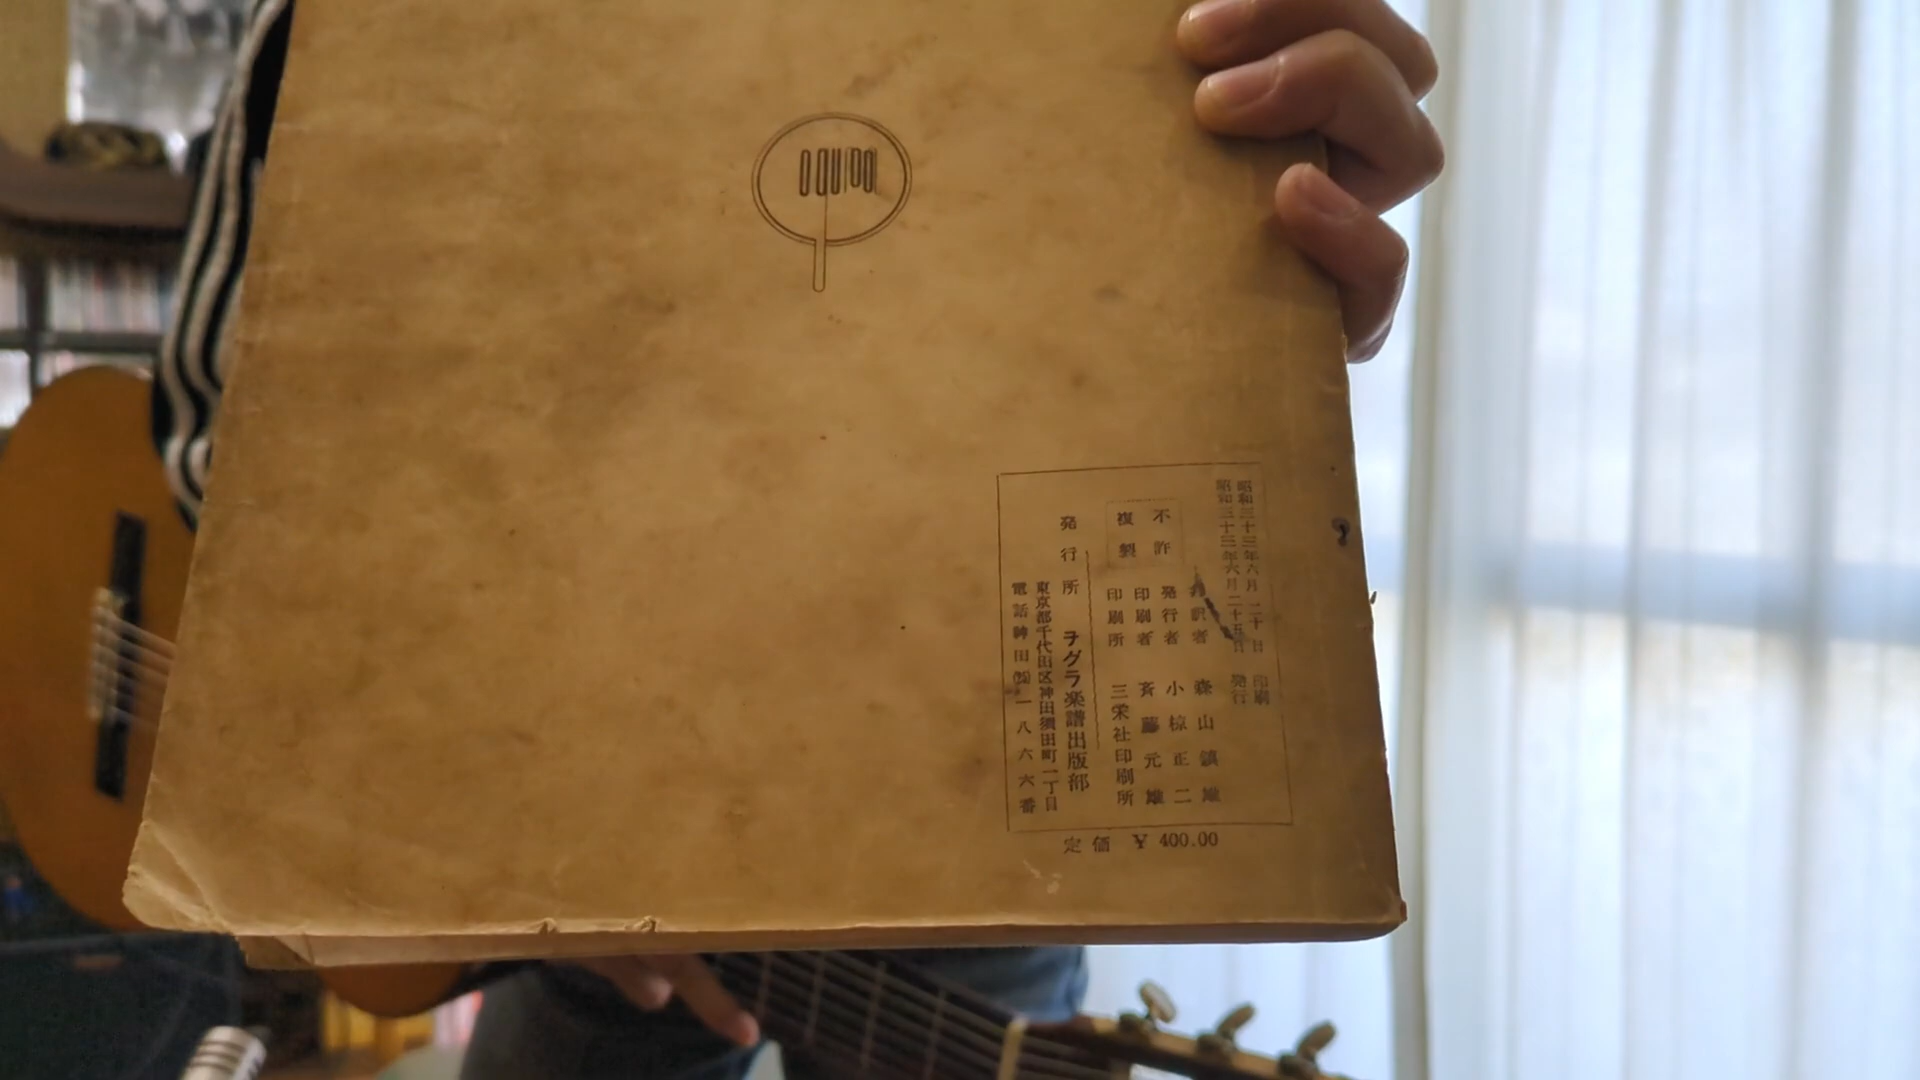 昭和三十三年六月二十日 印刷
昭和三十三年六月二十五日 発行
不許
複製
訳者 森山鎮雄
発行者 小椋正二
印刷者 斉藤元雄
印刷所 三栄社印刷所
発行所 ヲグラ楽譜出版部
東京都千代田区神田須田町二丁目
電話神田 一八六六番
定価 ¥400.00